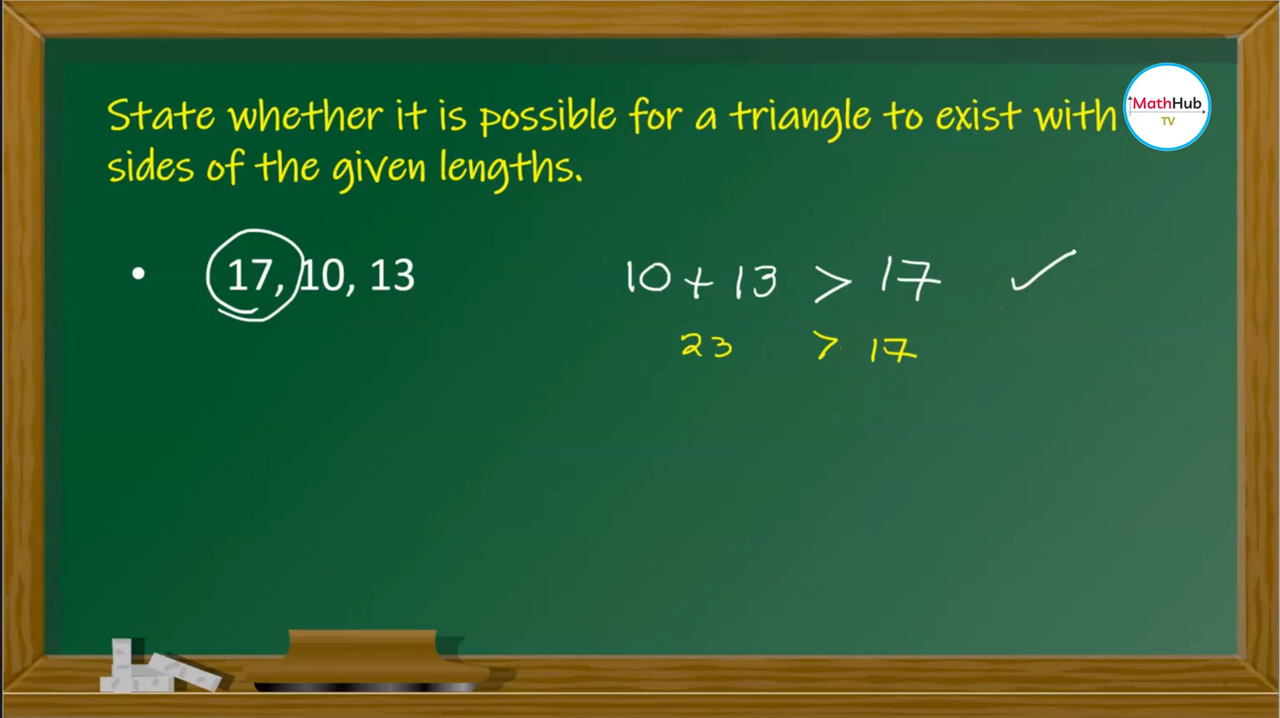 MathHub
TV
State whether it is possible for a triangle to exist with
sides of the given lengths.
• 17, 10, 13
10 + 13 > 17 ✓
23 > 17